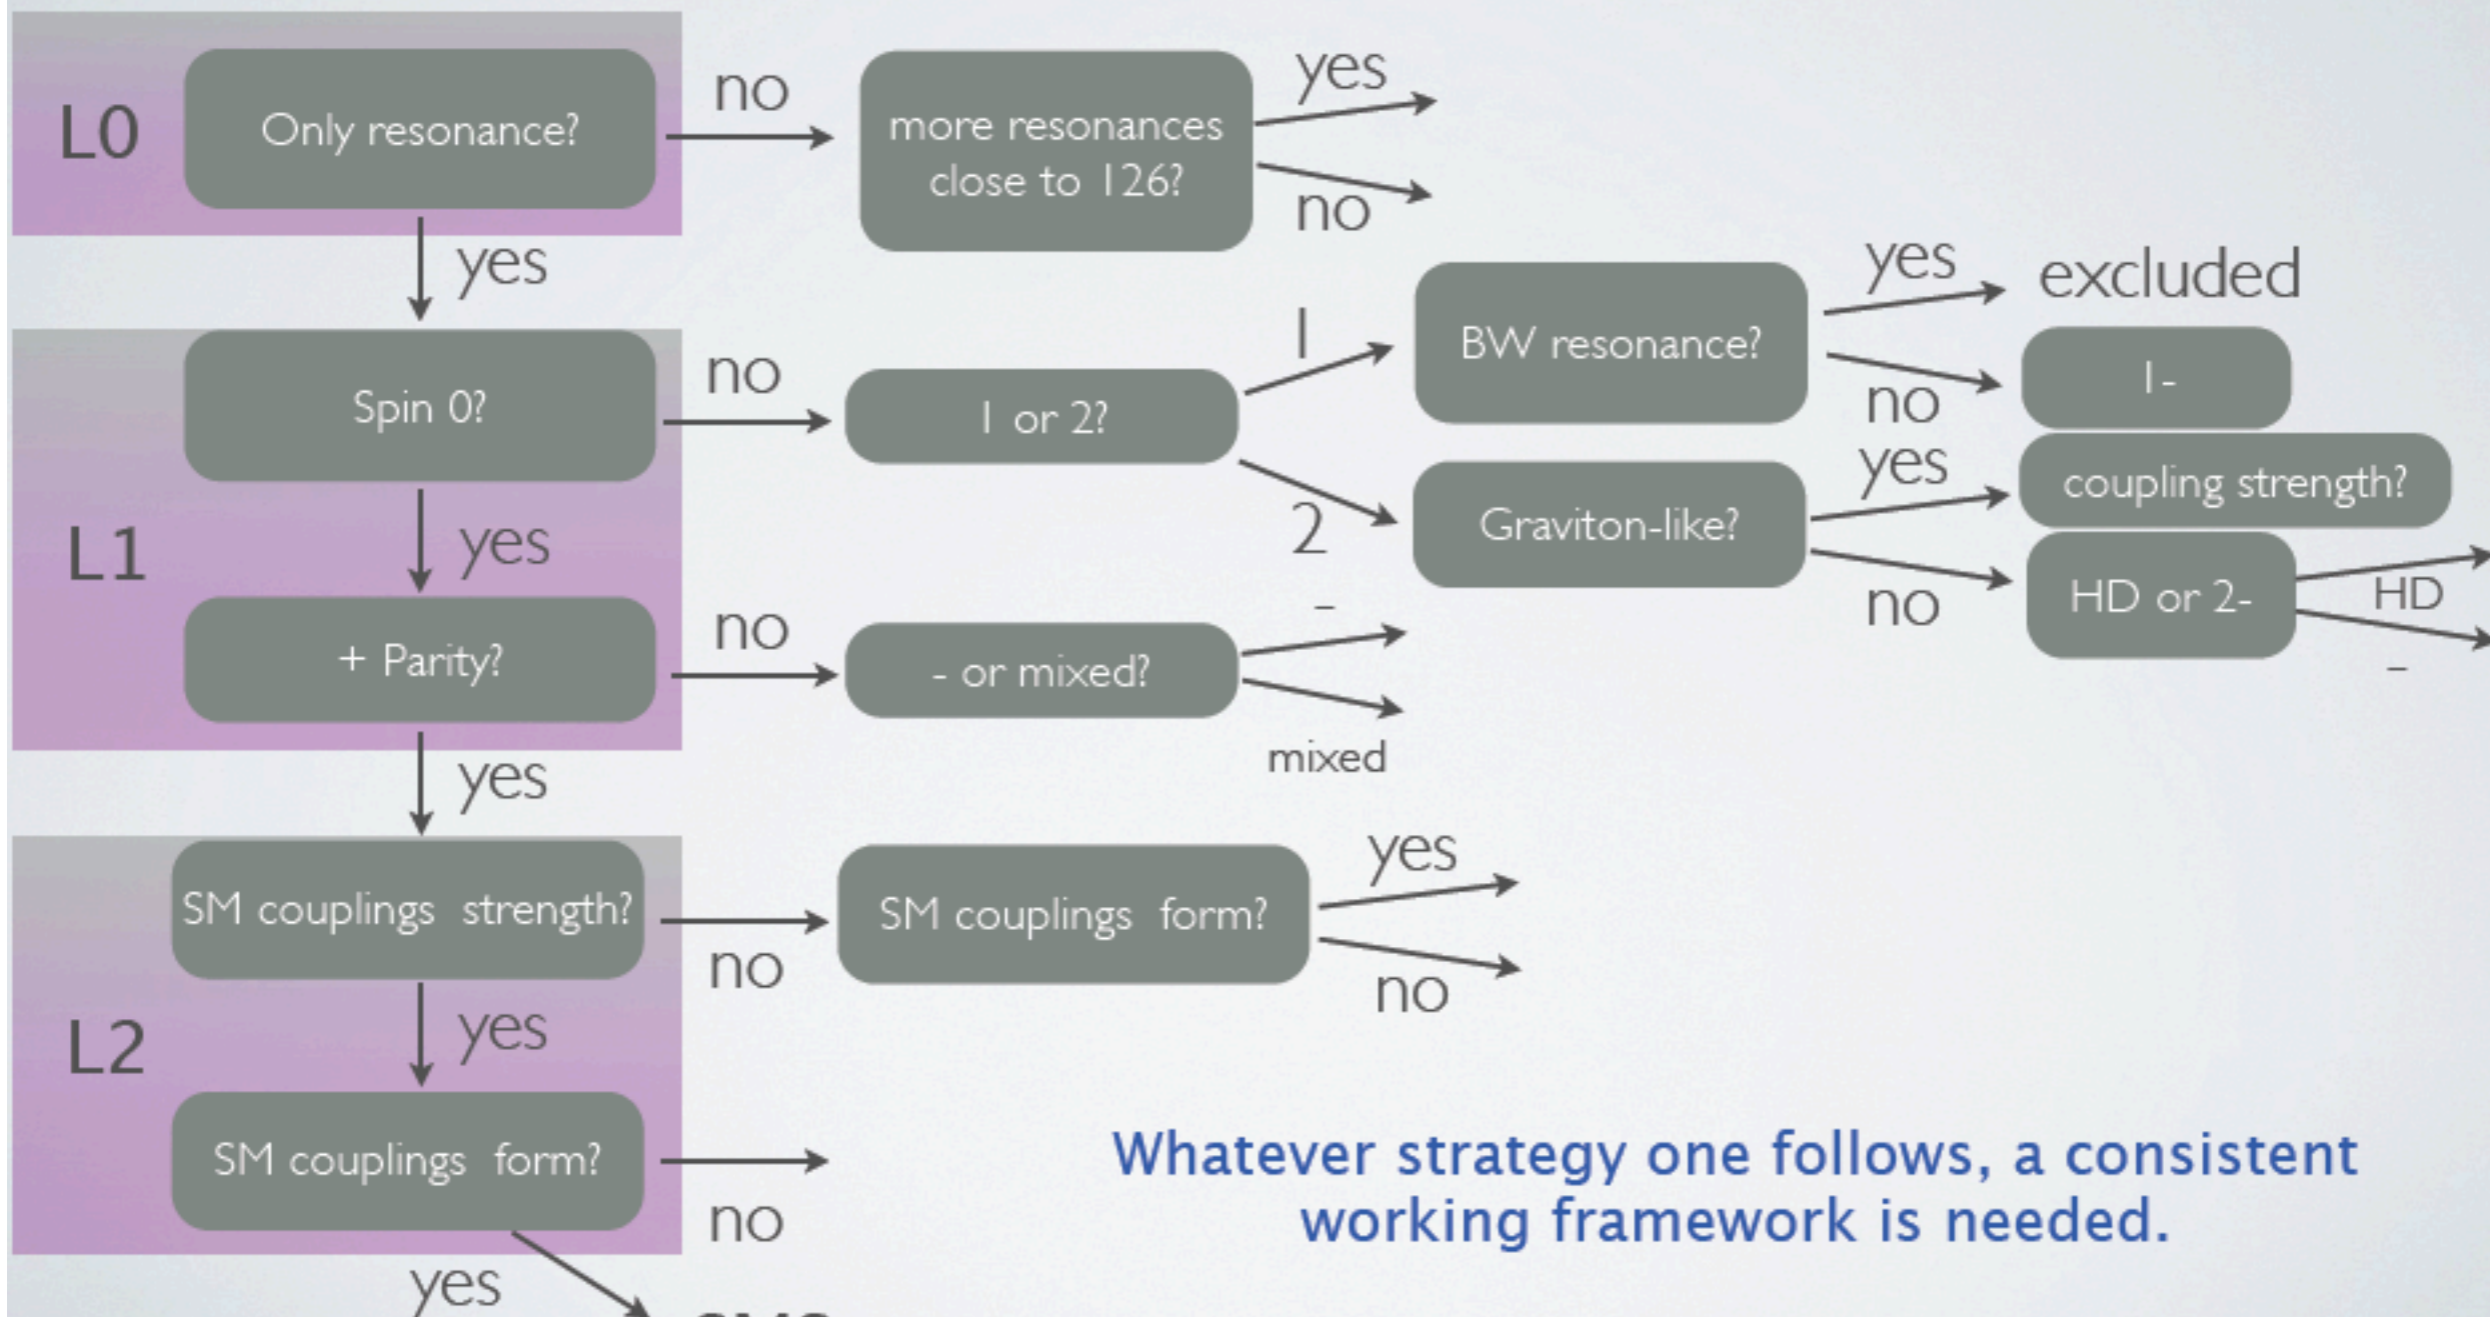 L0
Only resonance?
no
more resonances
close to 126?
yes
no
yes
L1
Spin 0?
no
1 or 2?
1
BW resonance?
yes
excluded
no
1-
2
Graviton-like?
yes
coupling strength?
no
HD or 2-
HD
-
yes
+ Parity?
no
- or mixed?
-
mixed
yes
L2
SM couplings strength?
no
SM couplings form?
yes
no
yes
SM couplings form?
no
yes
Whatever strategy one follows, a consistent
working framework is needed.